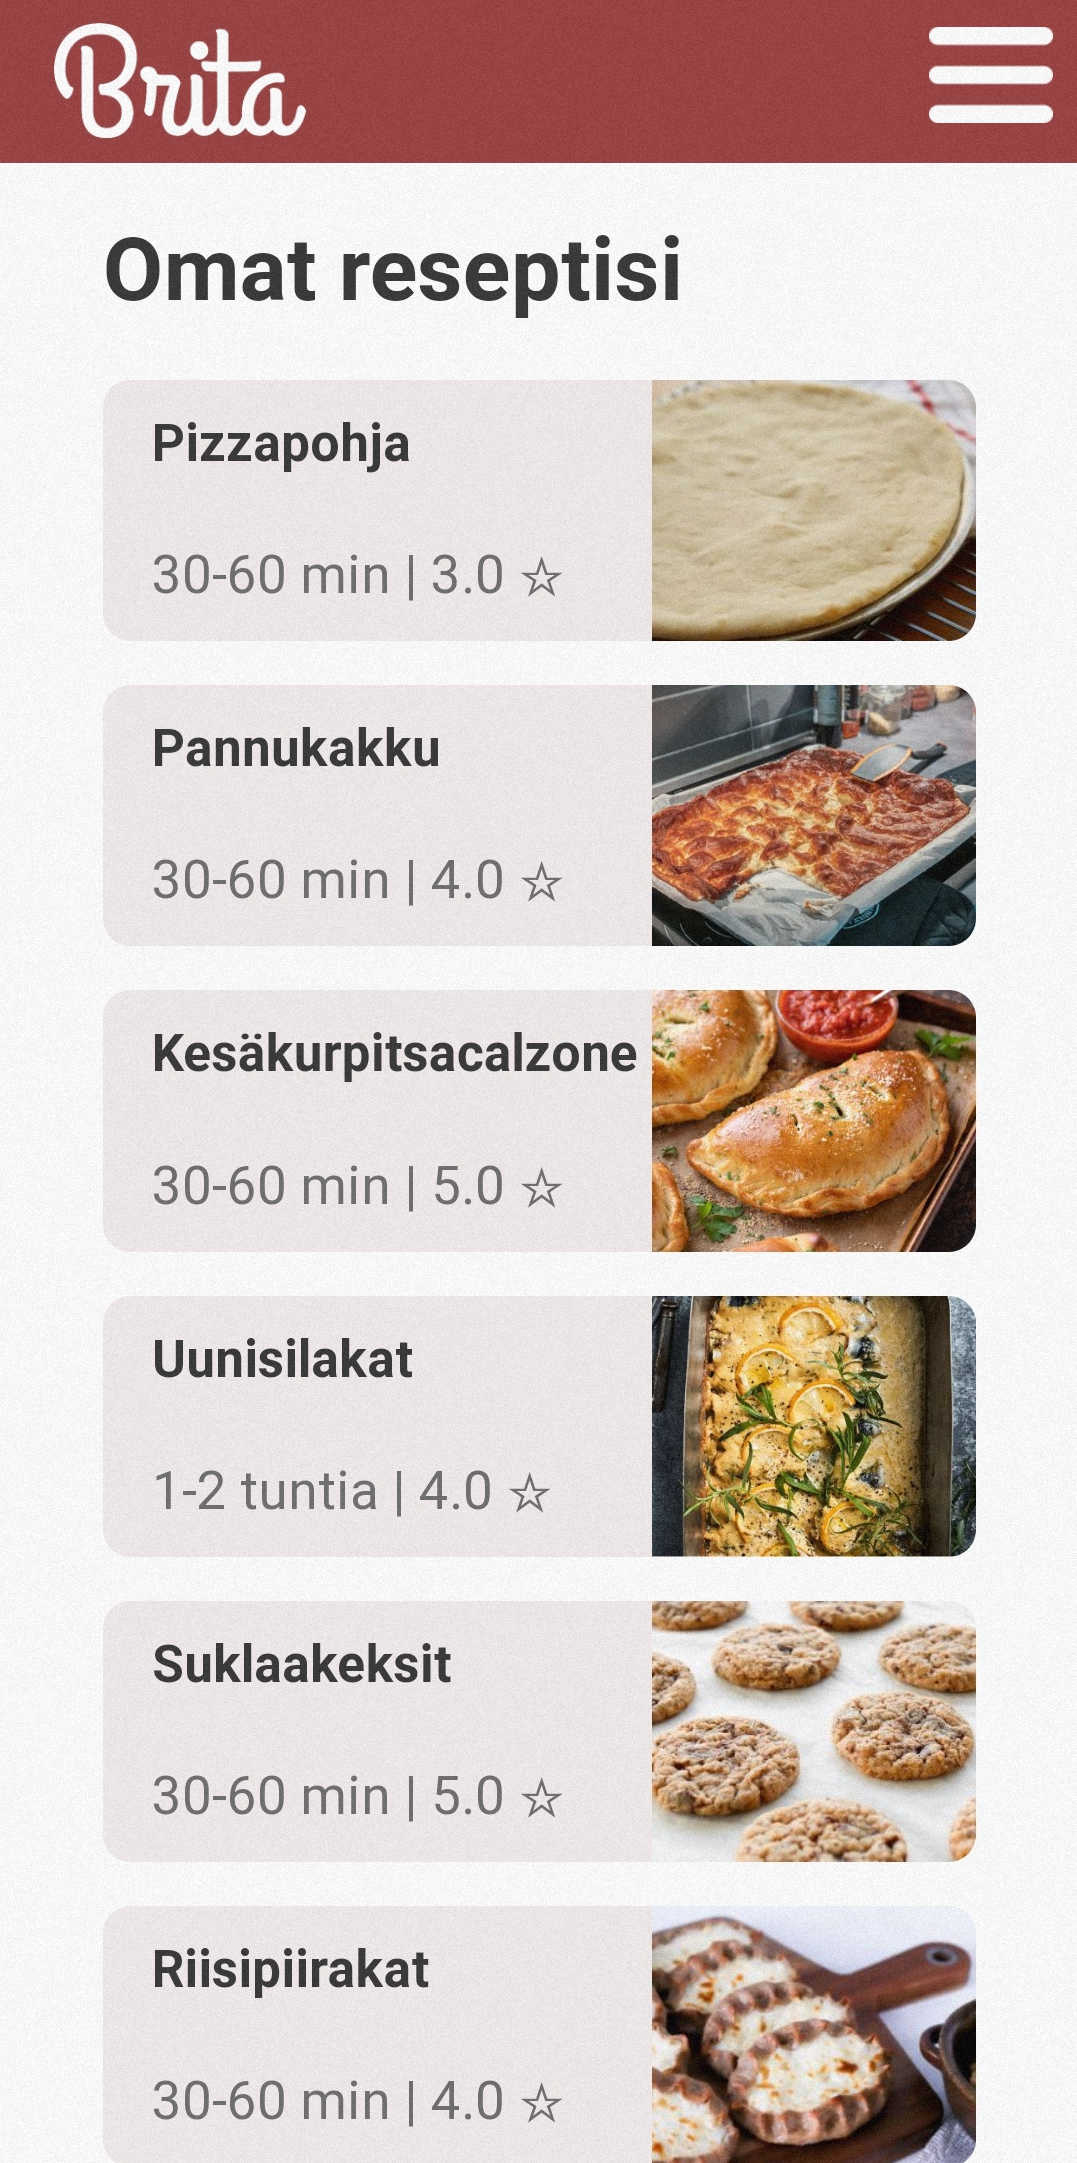 Brita
Omat reseptisi
Pizzapohja
30-60 min | 3.0 ☆
Pannukakku
30-60 min | 4.0 ☆
Kesäkurpitsacalzone
30-60 min | 5.0 ☆
Uunisilakat
1-2 tuntia | 4.0 ☆
Suklaakeksit
30-60 min | 5.0 ☆
Riisipiirakat
30-60 min | 4.0 ☆